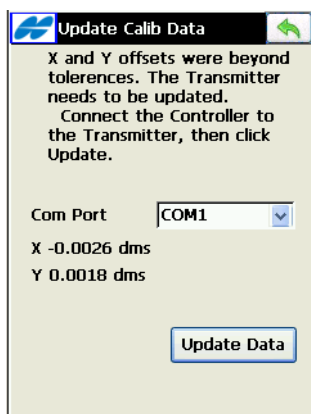 Update Calib Data
X and Y offsets were beyond
tolerences. The Transmitter
needs to be updated.
Connect the Controller to
the Transmitter, then click
Update.
Com Port COM1
X -0.0026 dms
Y 0.0018 dms
Update Data